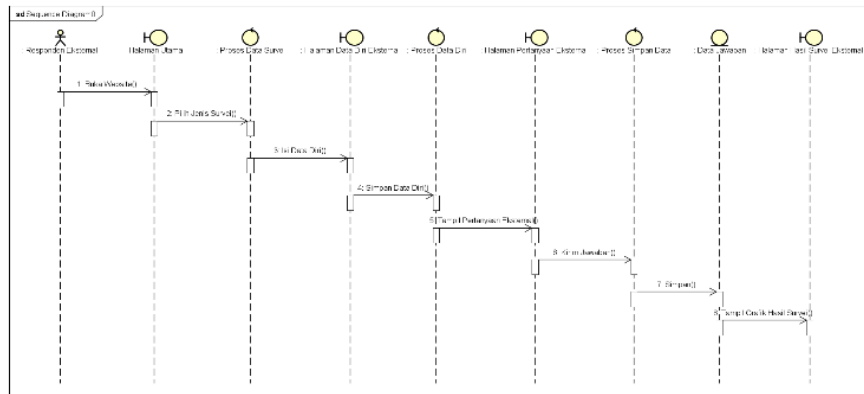 sd Sequence Diagram0
: Responden Eksternal
Halaman Utama
: Proses Data Survei
: Halaman Data Diri Eksternal
: Proses Data Diri
Halaman Pertanyaan Eksternal
: Proses Simpan Data
: Data Jawaban
Halaman Hasil Survei Eksternal
1: Buka Website()
2: Pilih Jenis Survei()
3: Isi Data Diri()
4: Simpan Data Diri()
5: Tampil Pertanyaan Eksternal()
6: Kirim Jawaban()
7: Simpan()
8: Tampil Grafik Hasil Survei()